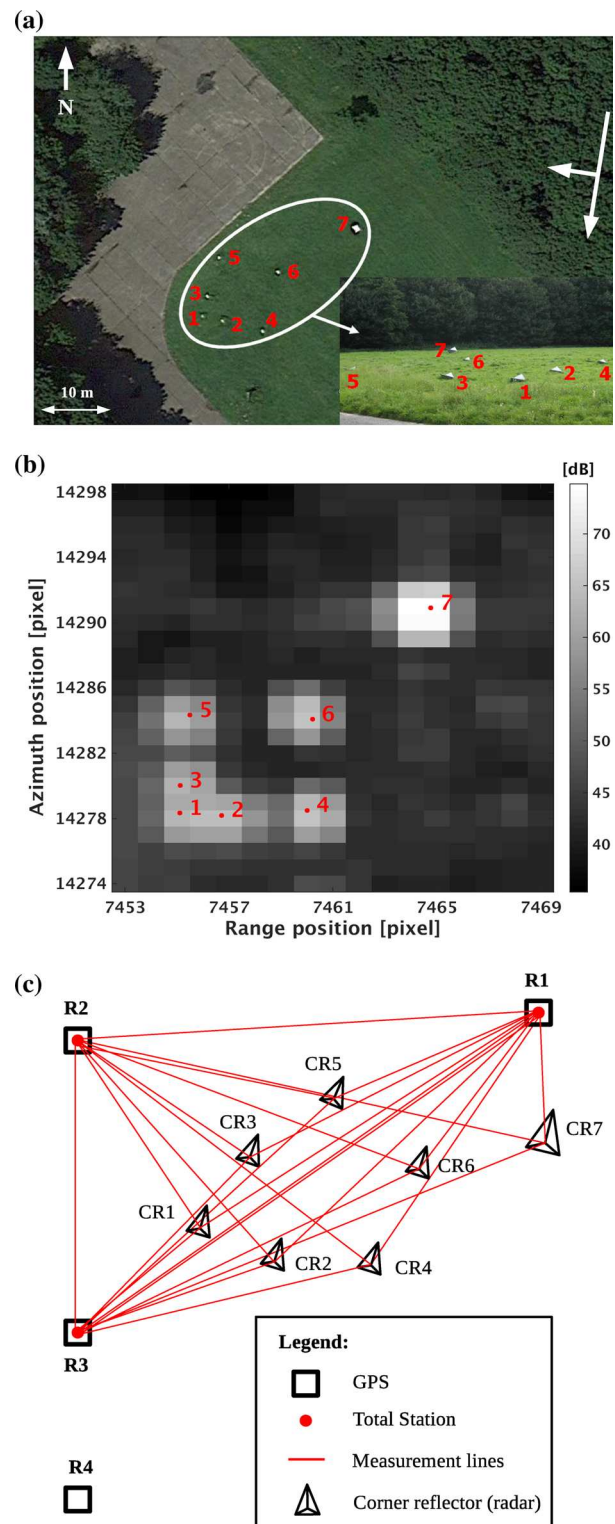 (a)
N
7
5
6
3
1
2
4
10 m
7
6
5
3
2
4
1
(b)
[dB]
14298
14294
14290
14286
14282
14278
14274
Azimuth position [pixel]
7
5
6
3
1
2
4
70
60
50
40
7453
7457
7461
7465
7469
Range position [pixel]
(c)
R2
R1
CR5
CR3
CR7
CR6
CR1
CR2
CR4
R3
Legend:
GPS
Total Station
Measurement lines
Corner reflector (radar)
R4